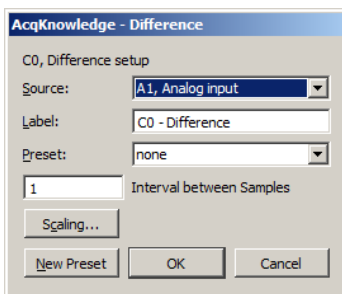 AcqKnowledge - Difference
C0, Difference setup
Source: A1, Analog input
Label: C0 - Difference
Preset: none
1 Interval between Samples
Scaling...
New Preset OK Cancel